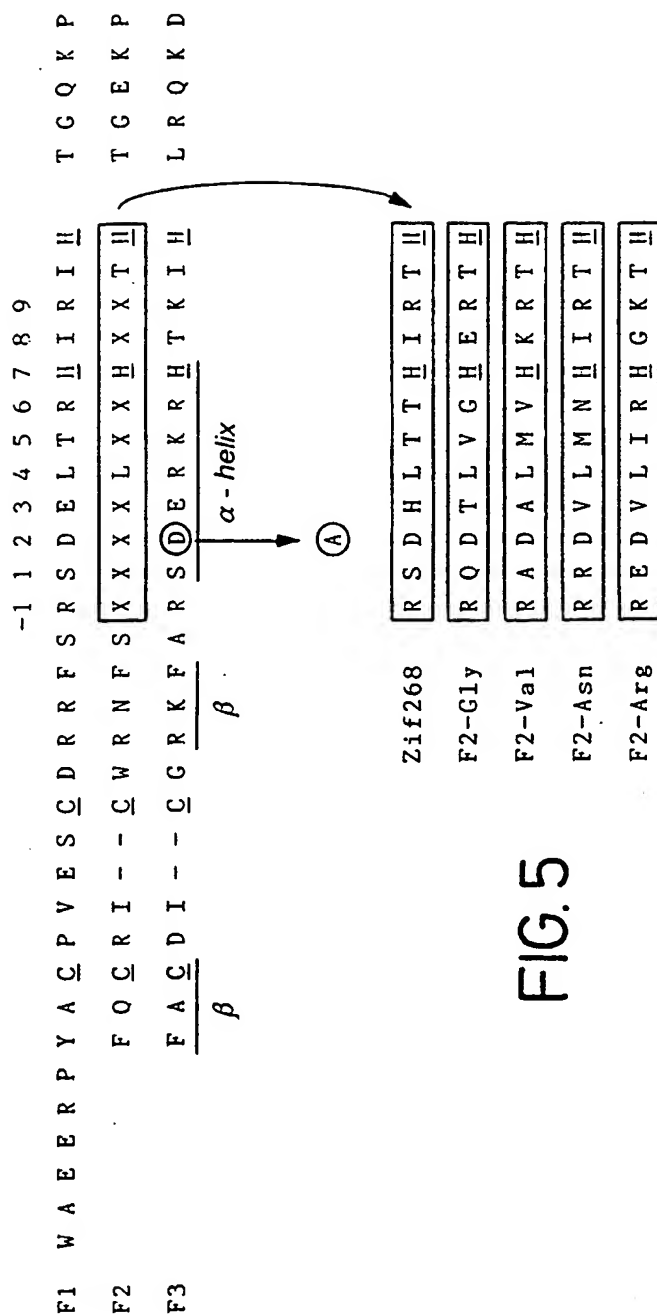 -1 1 2 3 4 5 6 7 8 9
F1 W A E E R P Y A C P V E S C D R R F S R S D E L T R H I R I H T G Q K P
F2 F Q C R I - - C W R N F S X X X X L X X H X X T H T G E K P
F3 F A C D I - - C G R K F A R S D E R K R H T K I H L R Q K D
β β α-helix
A
Zif268 R S D H L T T H I R T H
F2-Gly R Q D T L V G H E R T H
F2-Val R A D A L M V H K R T H
F2-Asn R R D V L M N H I R T H
F2-Arg R E D V L I R H G K T H
FIG. 5